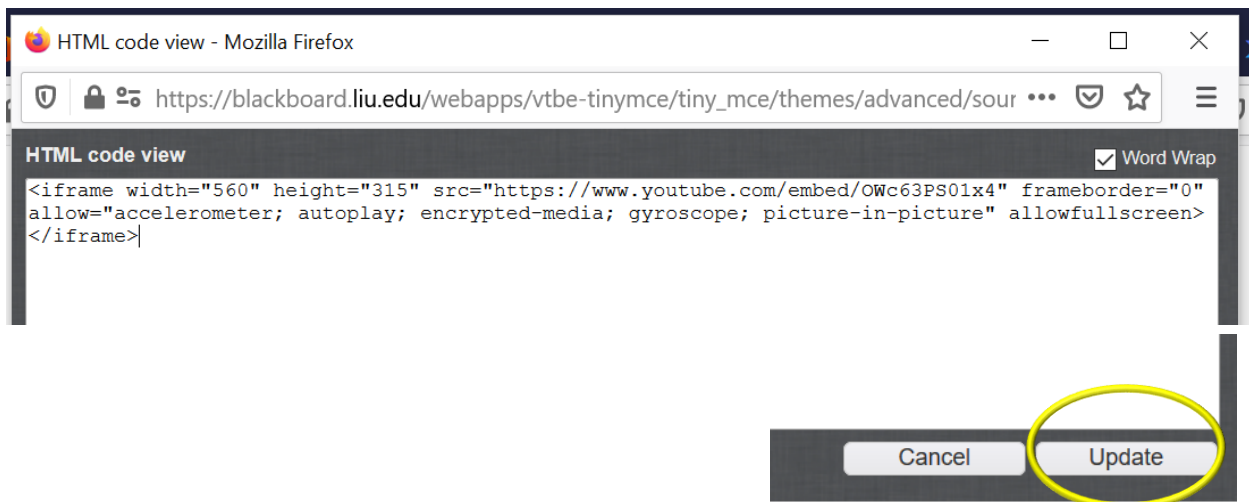 HTML code view - Mozilla Firefox
https://blackboard.liu.edu/webapps/vtbe-tinymce/tiny_mce/themes/advanced/sour
HTML code view
Word Wrap
<iframe width="560" height="315" src="https://www.youtube.com/embed/OWc63PS01x4" frameborder="0"
allow="accelerometer; autoplay; encrypted-media; gyroscope; picture-in-picture" allowfullscreen>
</iframe>
Cancel
Update